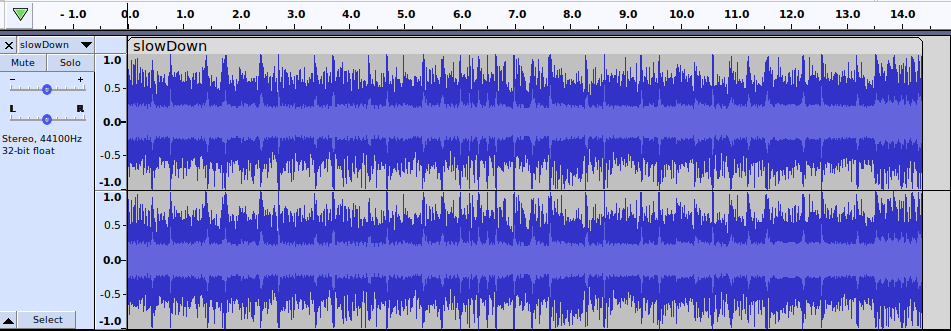 - 1.0 0.0 1.0 2.0 3.0 4.0 5.0 6.0 7.0 8.0 9.0 10.0 11.0 12.0 13.0 14.0
slowDown
slowDown
Mute Solo
- +
L R
Stereo, 44100Hz
32-bit float
1.0
0.5-
0.0-
-0.5-
-1.0
1.0
0.5-
0.0-
-0.5-
-1.0
Select